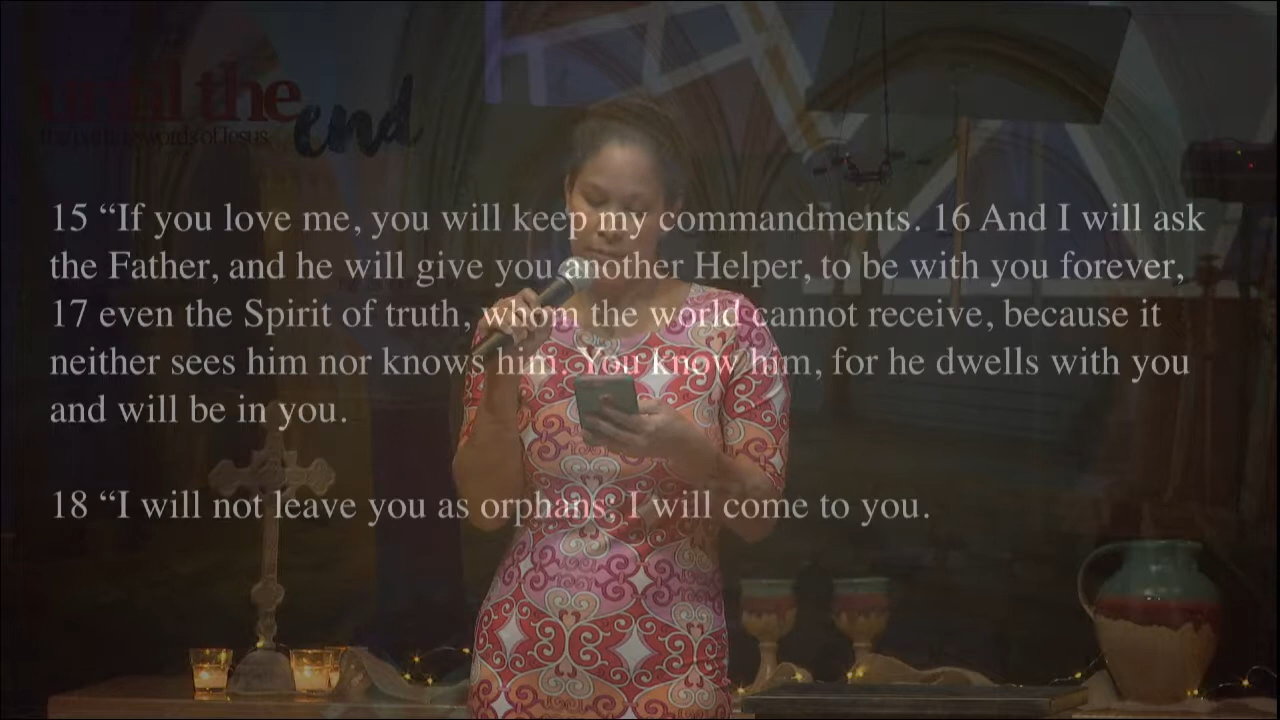 until the
end
words of Jesus
15 “If you love me, you will keep my commandments. 16 And I will ask
the Father, and he will give you another Helper, to be with you forever,
17 even the Spirit of truth, whom the world cannot receive, because it
neither sees him nor knows him. You know him, for he dwells with you
and will be in you.
18 “I will not leave you as orphans; I will come to you.